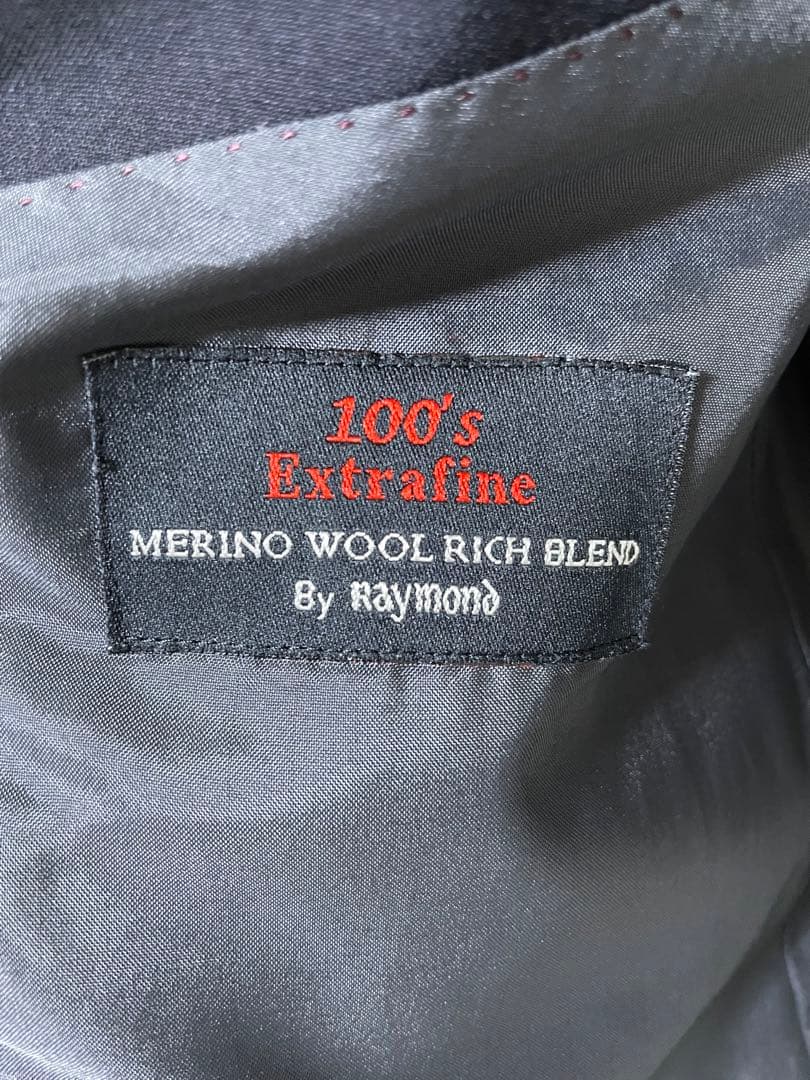 100's
Extrafine
MERINO WOOL RICH BLEND
By Raymond